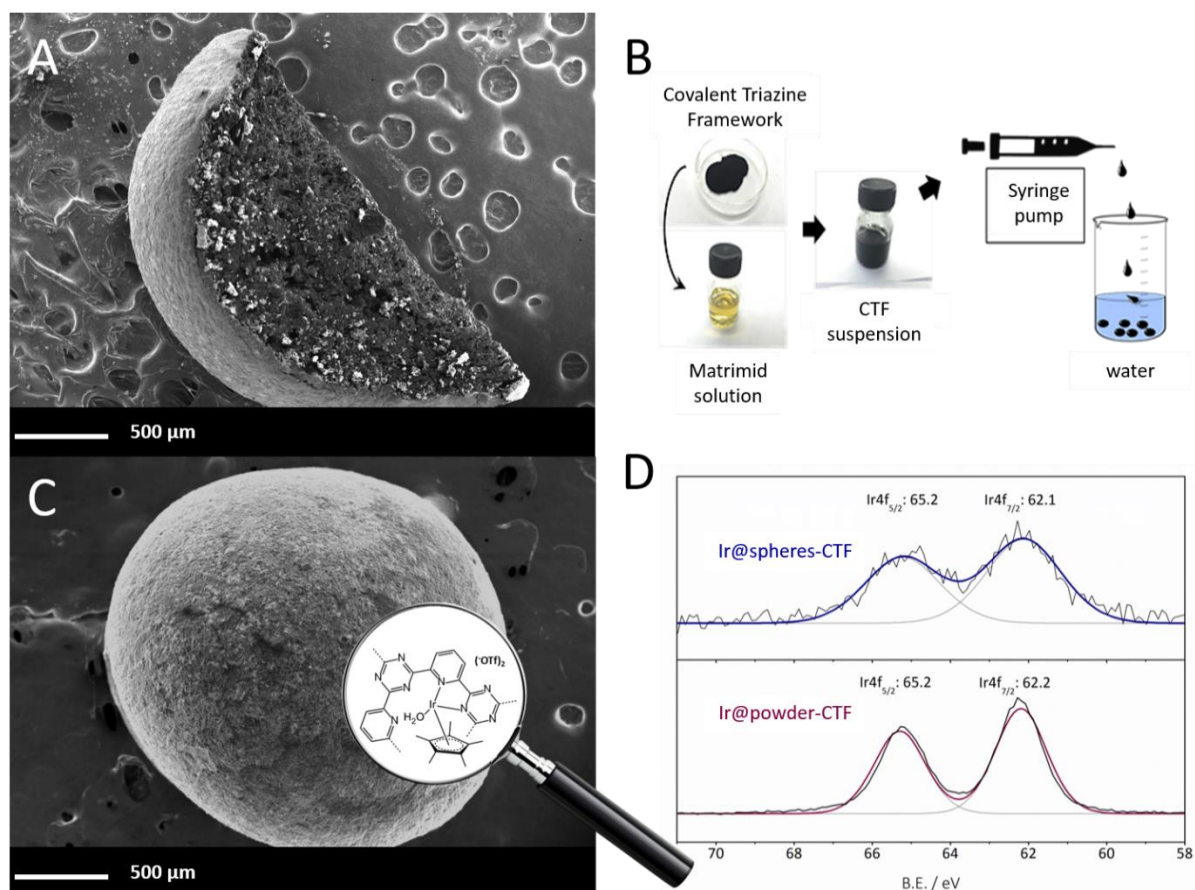 A
500 µm
B
Covalent Triazine
Framework
Matrimid
solution
CTF
suspension
Syringe
pump
water
C
(⁻OTf)₂
N
N
N
N
N
N
N
N
Ir
H₂O
500 µm
D
Ir4f5/2: 65.2
Ir4f7/2: 62.1
Ir@spheres-CTF
Ir4f5/2: 65.2
Ir4f7/2: 62.2
Ir@powder-CTF
70 68 66 64 62 60 58
B.E. / eV